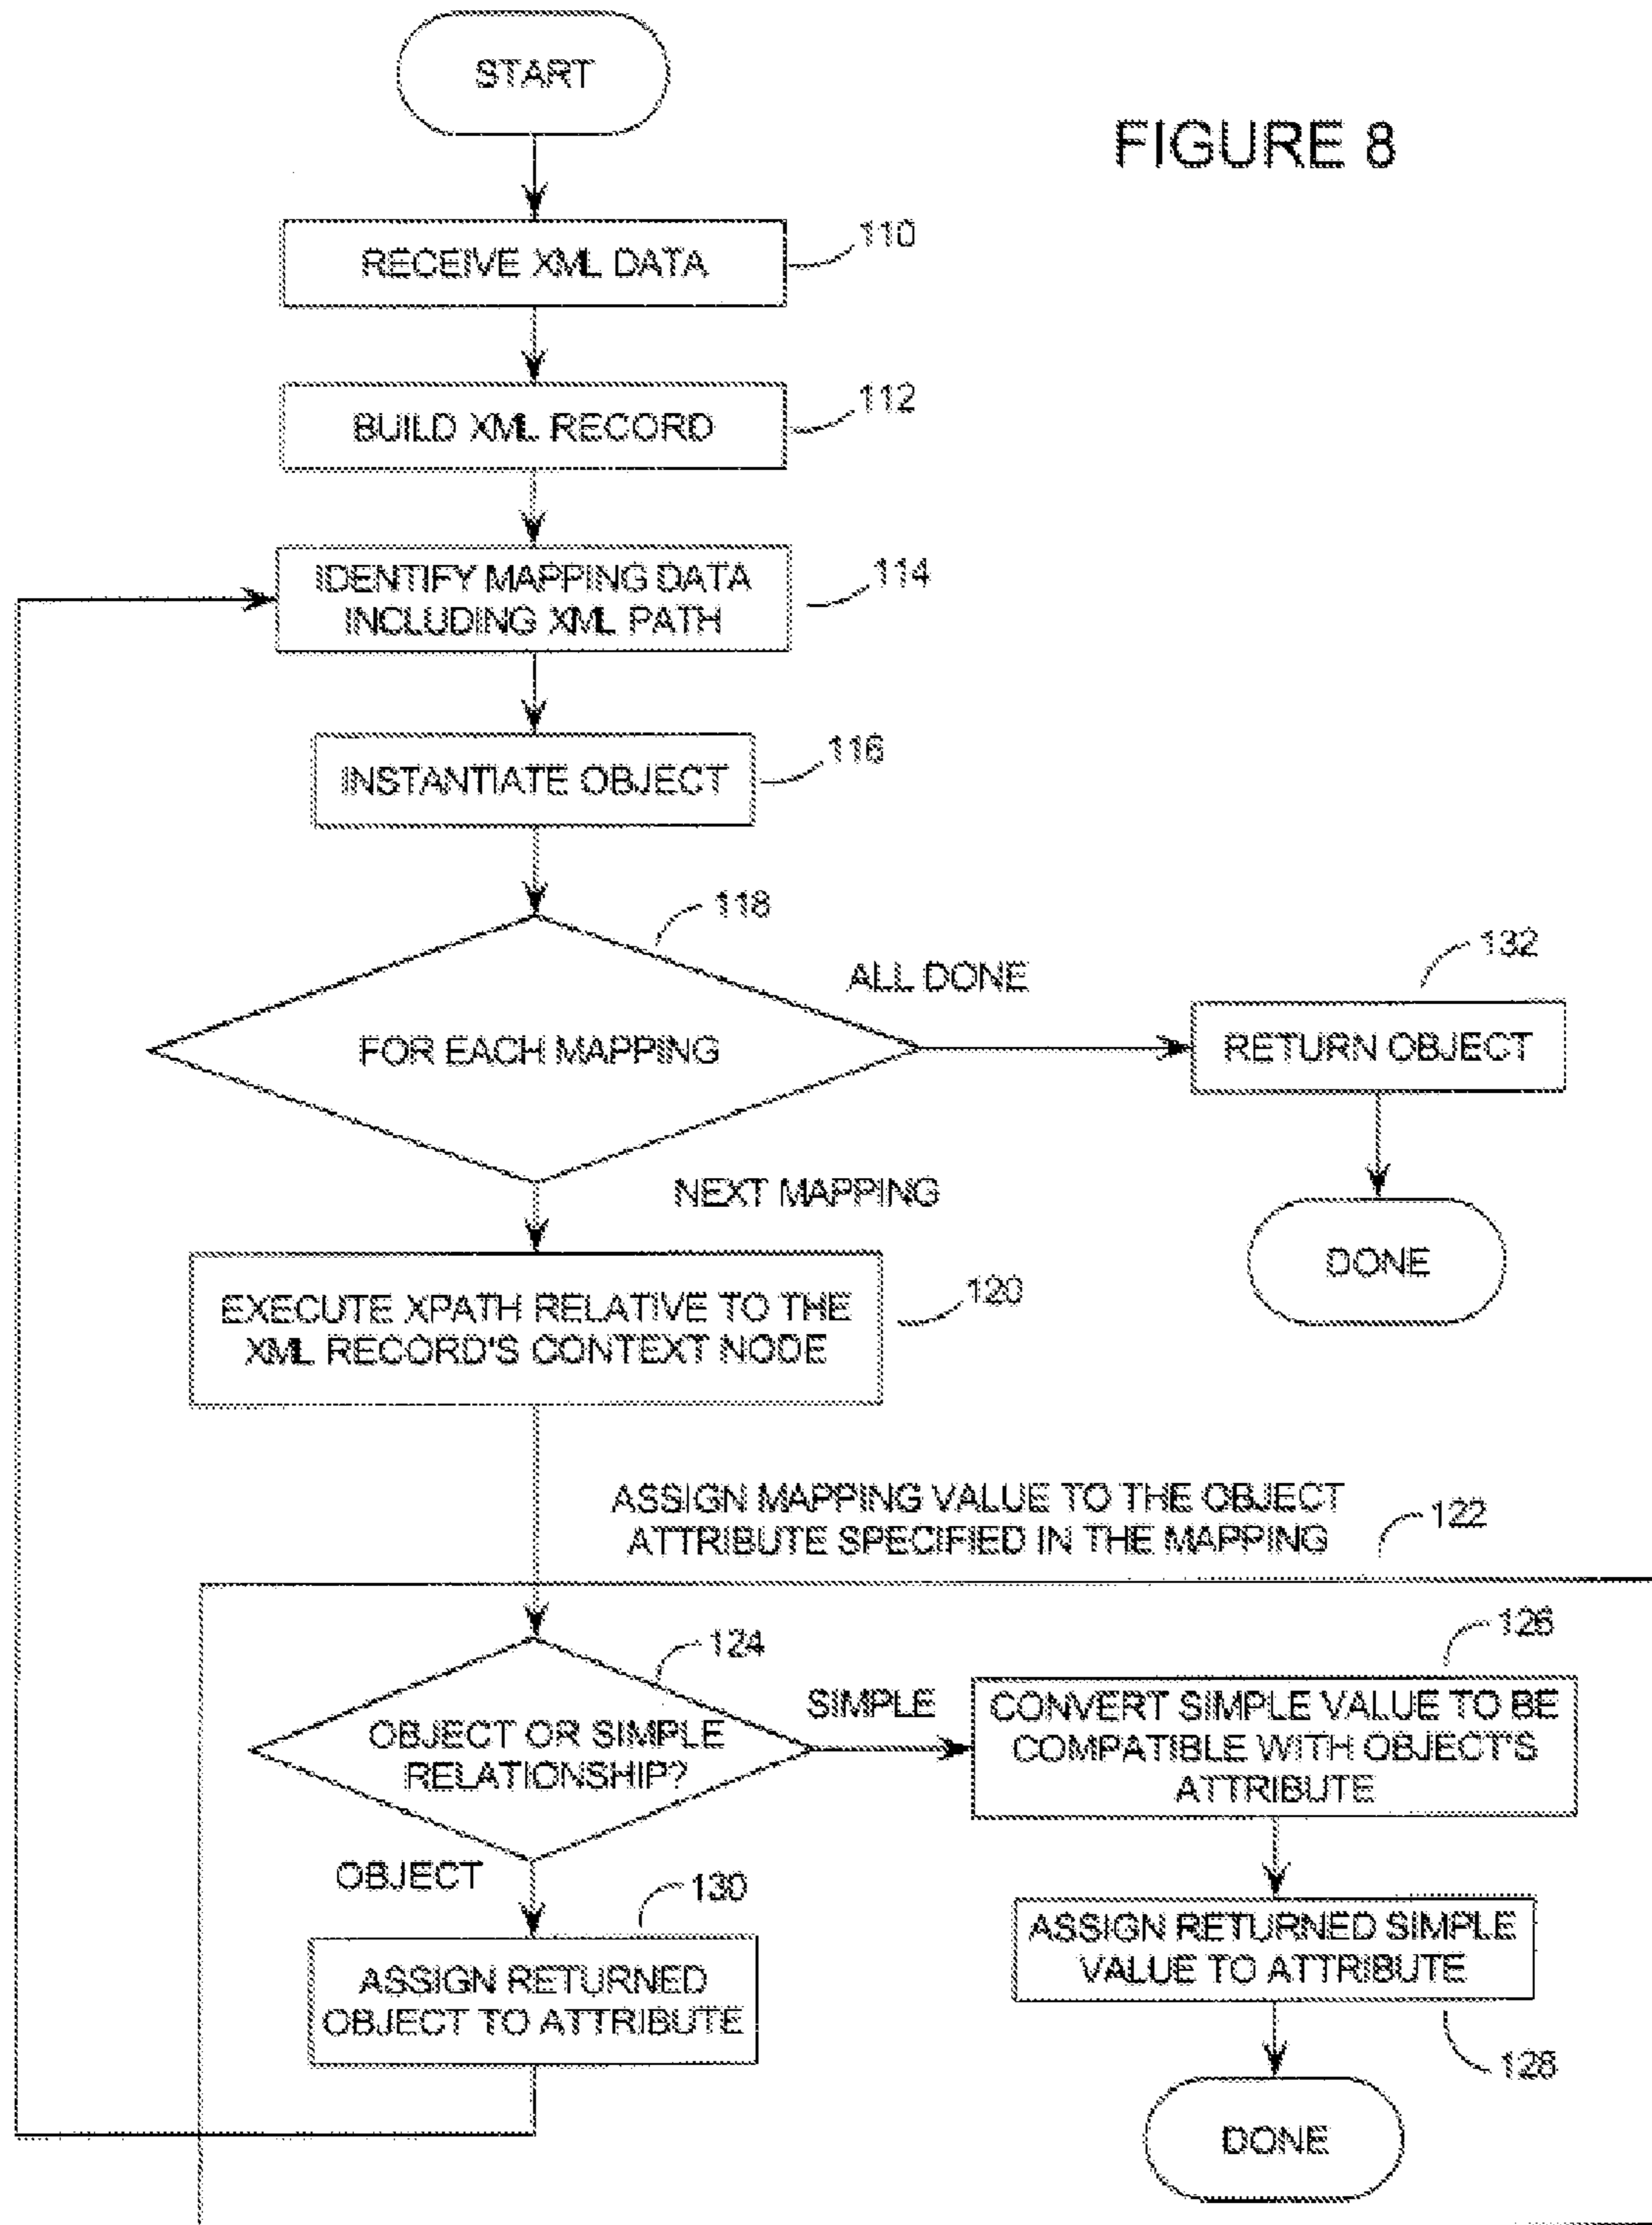 START
FIGURE 8
RECEIVE XML DATA
110
BUILD XML RECORD
112
IDENTIFY MAPPING DATA
INCLUDING XML PATH
114
INSTANTIATE OBJECT
116
118
FOR EACH MAPPING
ALL DONE
132
RETURN OBJECT
DONE
NEXT MAPPING
EXECUTE XPATH RELATIVE TO THE
XML RECORD'S CONTEXT NODE
120
ASSIGN MAPPING VALUE TO THE OBJECT
ATTRIBUTE SPECIFIED IN THE MAPPING
122
124
OBJECT OR SIMPLE
RELATIONSHIP?
SIMPLE
126
CONVERT SIMPLE VALUE TO BE
COMPATIBLE WITH OBJECT'S
ATTRIBUTE
OBJECT
130
ASSIGN RETURNED
OBJECT TO ATTRIBUTE
ASSIGN RETURNED SIMPLE
VALUE TO ATTRIBUTE
128
DONE